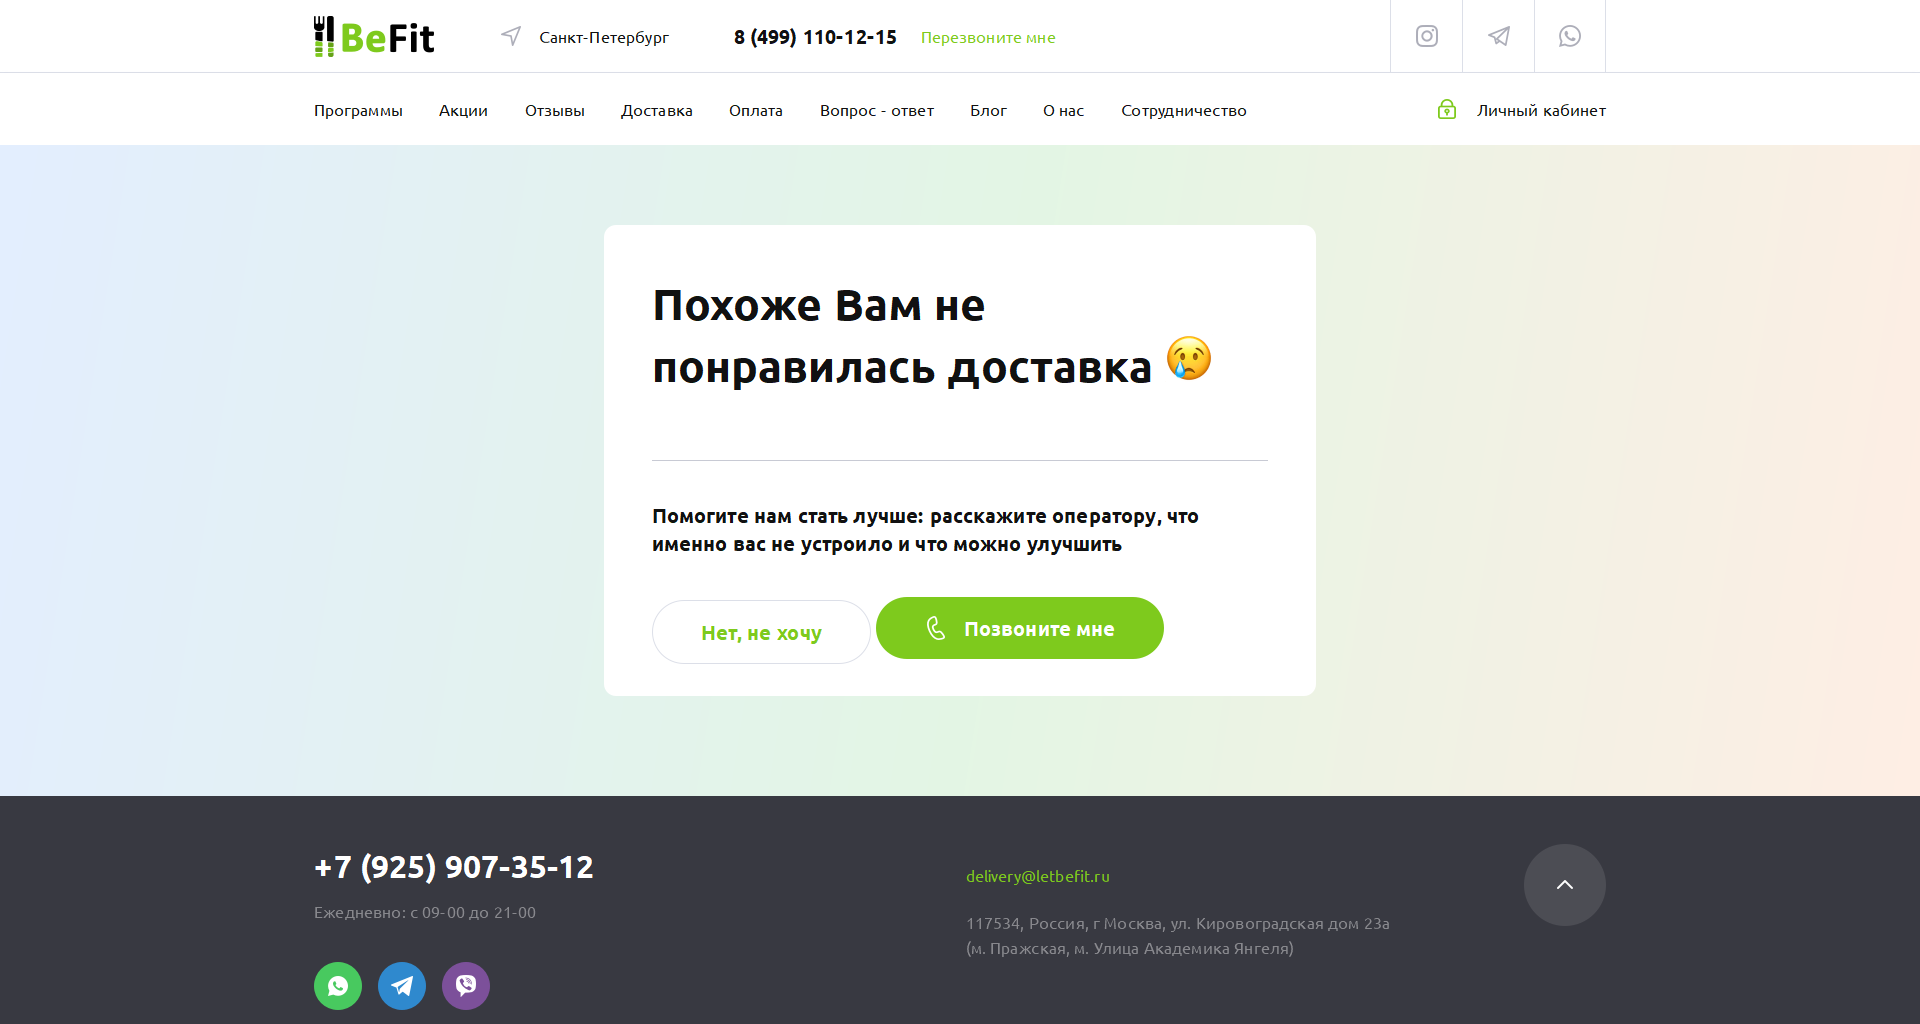 BeFit
Санкт-Петербург
8 (499) 110-12-15
Перезвоните мне
Программы
Акции
Отзывы
Доставка
Оплата
Вопрос - ответ
Блог
О нас
Сотрудничество
Личный кабинет
Похоже Вам не
понравилась доставка 😢
Помогите нам стать лучше: расскажите оператору, что
именно вас не устроило и что можно улучшить
Нет, не хочу
Позвоните мне
+7 (925) 907-35-12
Ежедневно: с 09-00 до 21-00
delivery@letbefit.ru
117534, Россия, г Москва, ул. Кировоградская дом 23а
(м. Пражская, м. Улица Академика Янгеля)